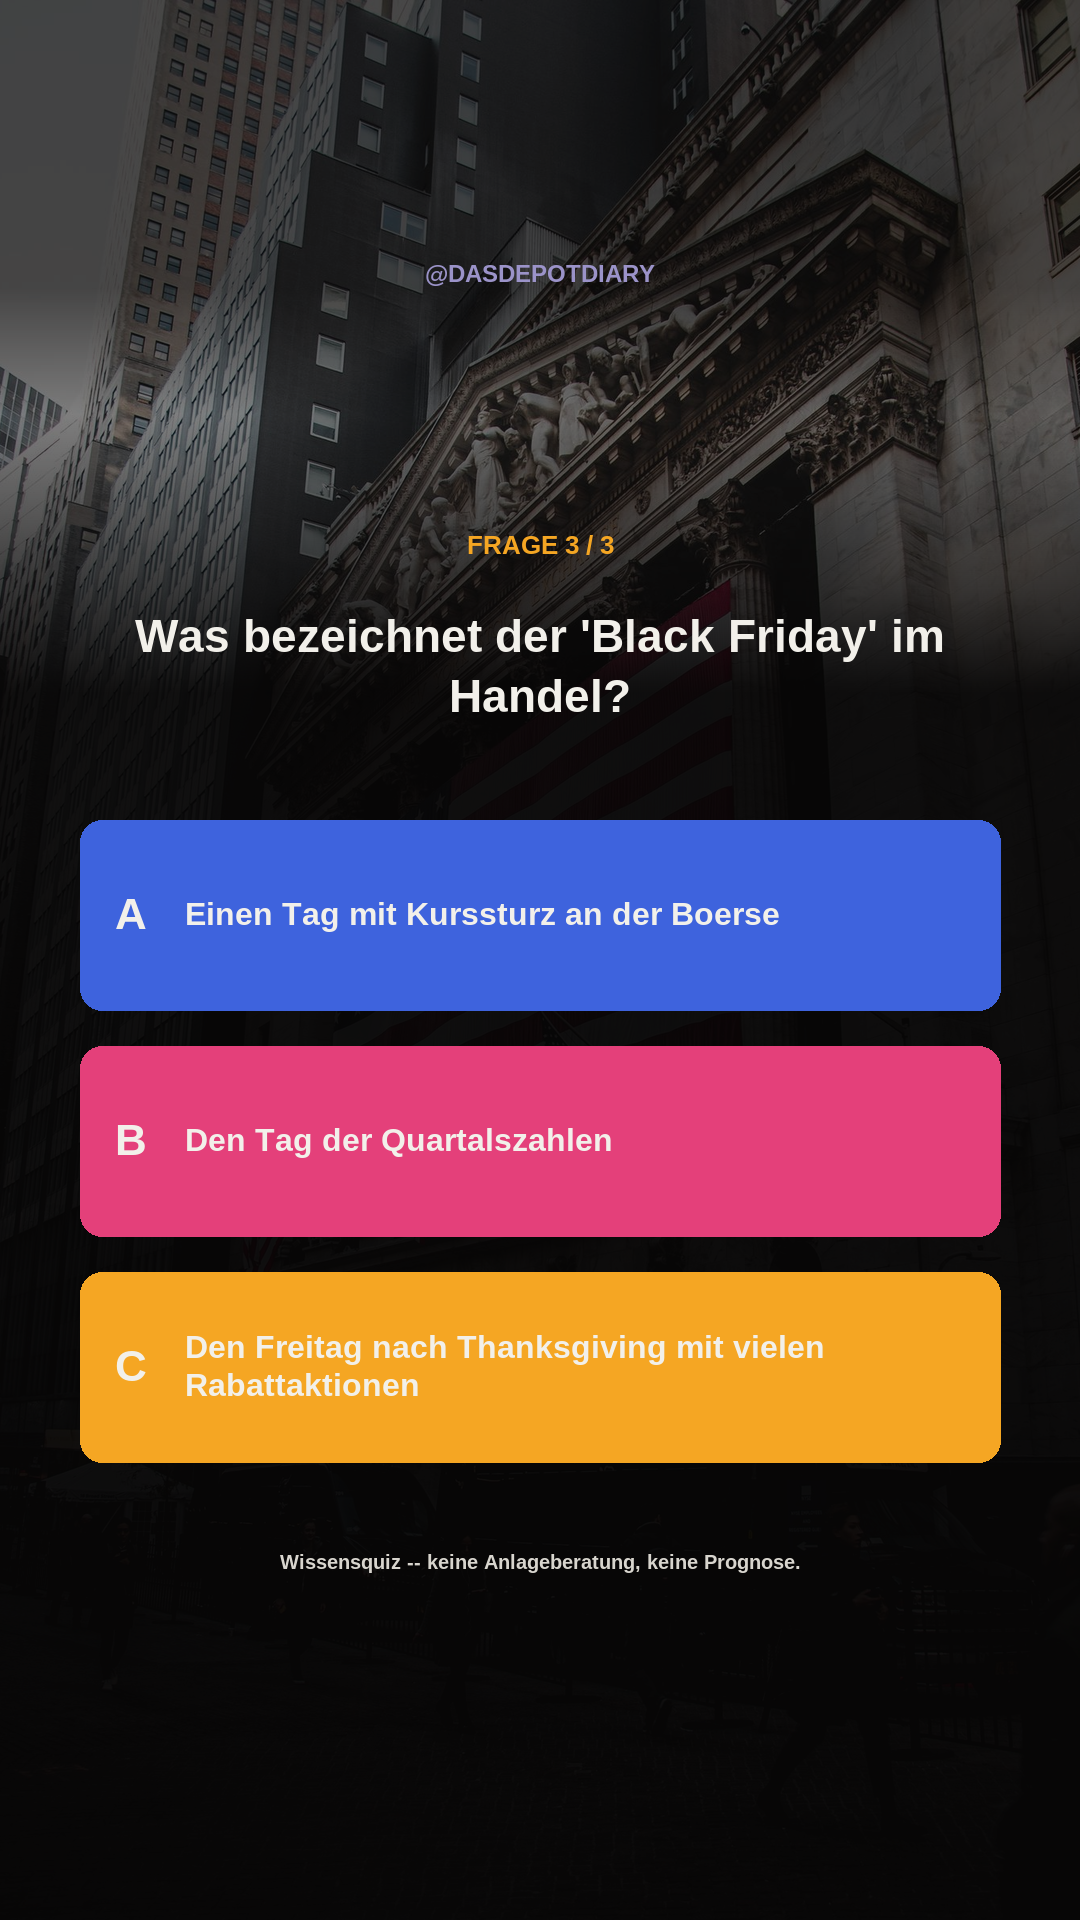 @DASDEPOTDIARY
FRAGE 3 / 3
Was bezeichnet der 'Black Friday' im
Handel?
A
Einen Tag mit Kurssturz an der Boerse
B
Den Tag der Quartalszahlen
C
Den Freitag nach Thanksgiving mit vielen
Rabattaktionen
Wissensquiz -- keine Anlageberatung, keine Prognose.